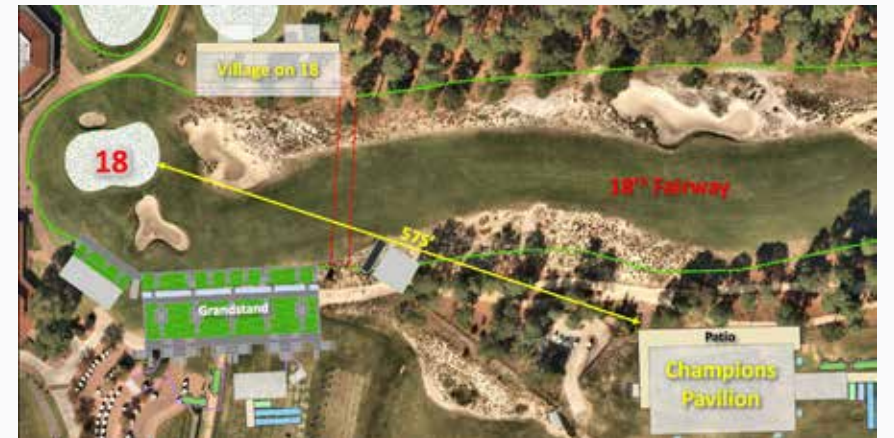 Village on 18
18
18ᵗʰ Fairway
575'
Grandstand
Patio
Champions
Pavilion